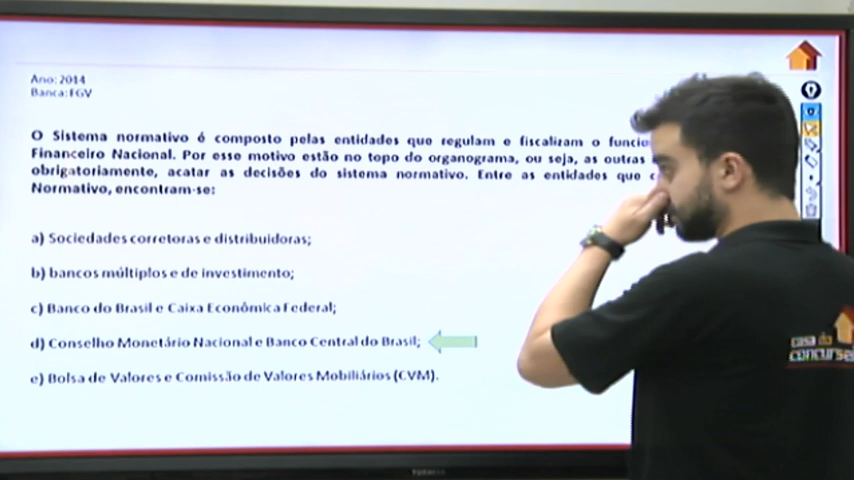 Ano: 2014
Banca: FGV
O Sistema normativo é composto pelas entidades que regulam e fiscalizam o funcio
Financeiro Nacional. Por esse motivo estão no topo do organograma, ou seja, as outras
obrigatoriamente, acatar as decisões do sistema normativo. Entre as entidades que c
Normativo, encontram-se:
a) Sociedades corretoras e distribuidoras;
b) bancos múltiplos e de investimento;
c) Banco do Brasil e Caixa Econômica Federal;
d) Conselho Monetário Nacional e Banco Central do Brasil;
e) Bolsa de Valores e Comissão de Valores Mobiliários (CVM).
casa do
concurse
TOSHIBA